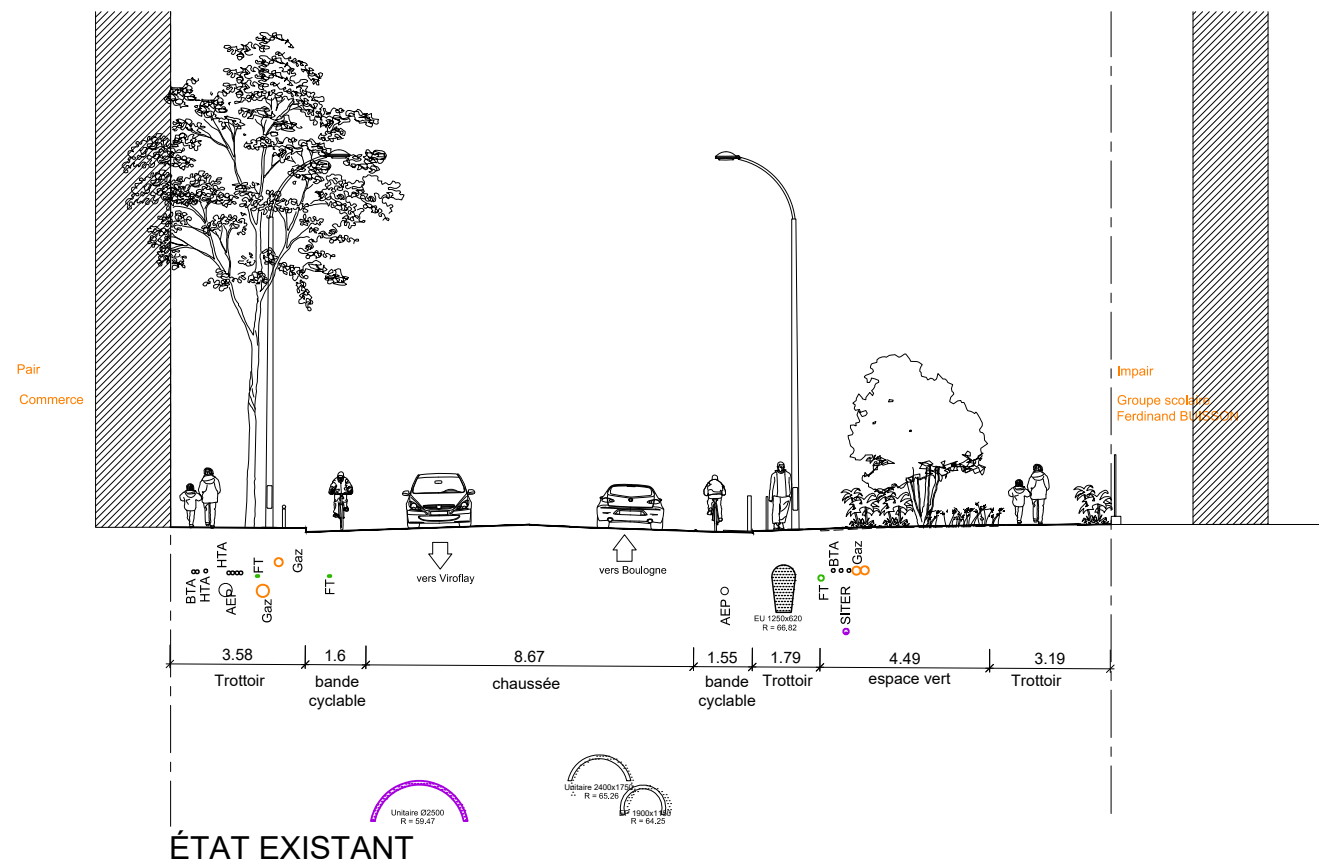 Pair
Commerce
Impair
Groupe scolaire
Ferdinand BUISSON
BTA
HTA
HTA
AEP
FT
Gaz
Gaz
FT
vers Viroflay
vers Boulogne
AEP
EU 1250x620
R = 66,82
FT
BTA
SITER
Gaz
3.58
1.6
8.67
1.55
1.79
4.49
3.19
Trottoir
bande
cyclable
chaussée
bande
cyclable
Trottoir
espace vert
Trottoir
Unitaire Ø2500
R = 59.47
Unitaire 2400x1750
R = 65.26
R = 64.25
ÉTAT EXISTANT